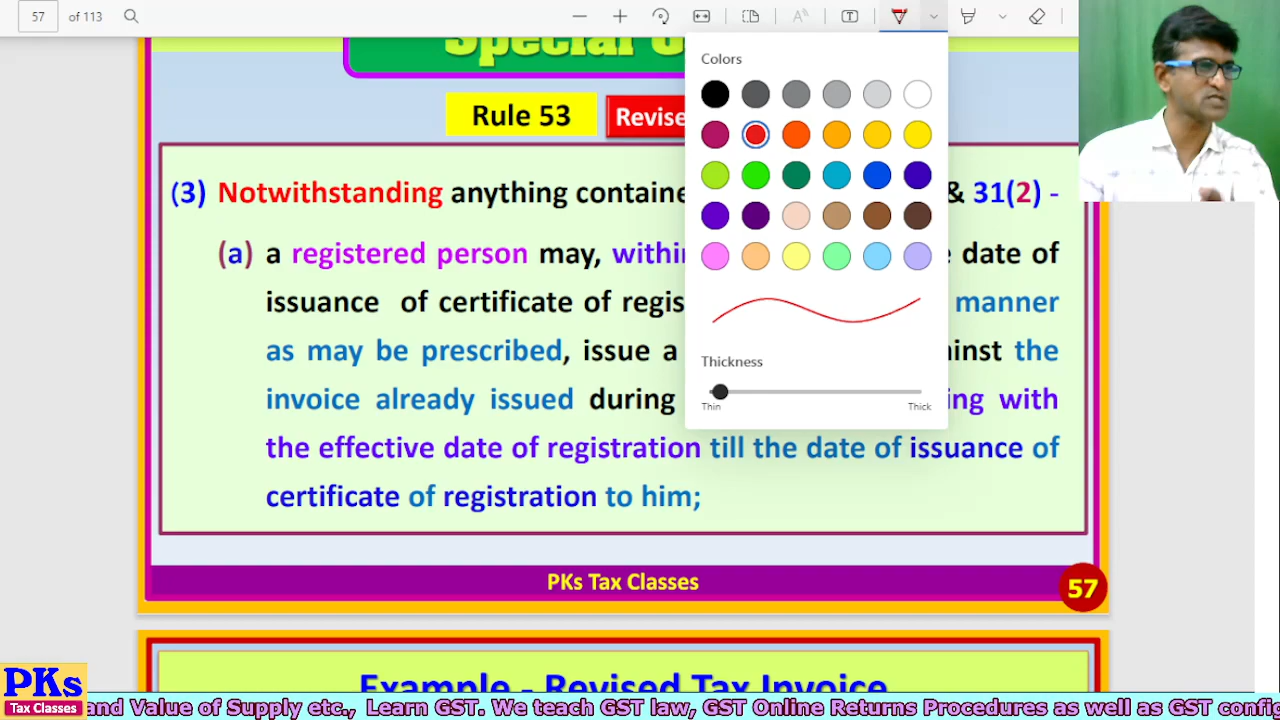 57 of 113
Colors
Special
Rule 53 Revise
(3) Notwithstanding anything containe & 31(2) -
(a) a registered person may, within date of
issuance of certificate of regis manner
as may be prescribed, issue a the
Thickness
Thin Thick
invoice already issued during with
the effective date of registration till the date of issuance of
certificate of registration to him;
PKs Tax Classes
57
Example - Revised Tax Invoice
PKs
Tax Classes
and Value of Supply etc., Learn GST. We teach GST law, GST Online Returns Procedures as well as GST config